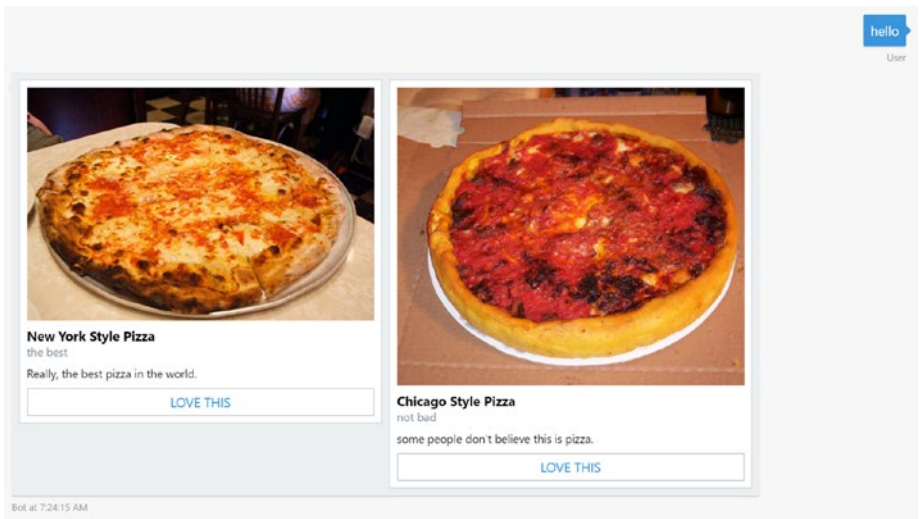 hello
User
New York Style Pizza
the best
Really, the best pizza in the world.
LOVE THIS
Chicago Style Pizza
not bad
some people don't believe this is pizza.
LOVE THIS
Bot at 7:24:15 AM